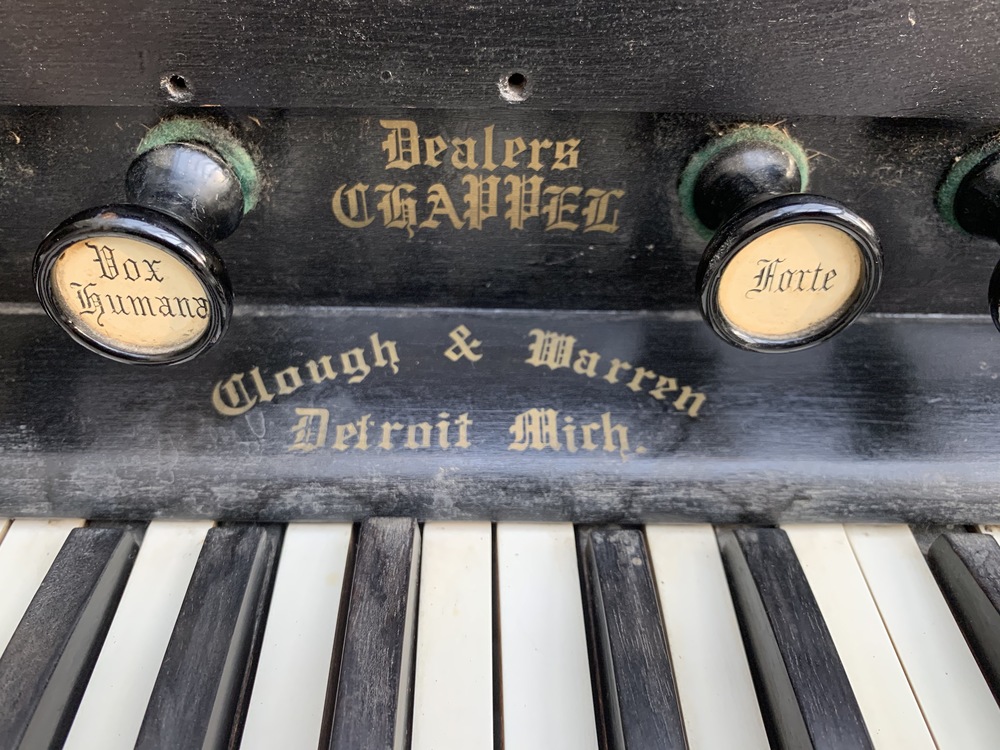 Dealers
CHAPPEL
Vox
Humana
Forte
Clough & Warren
Detroit Mich.